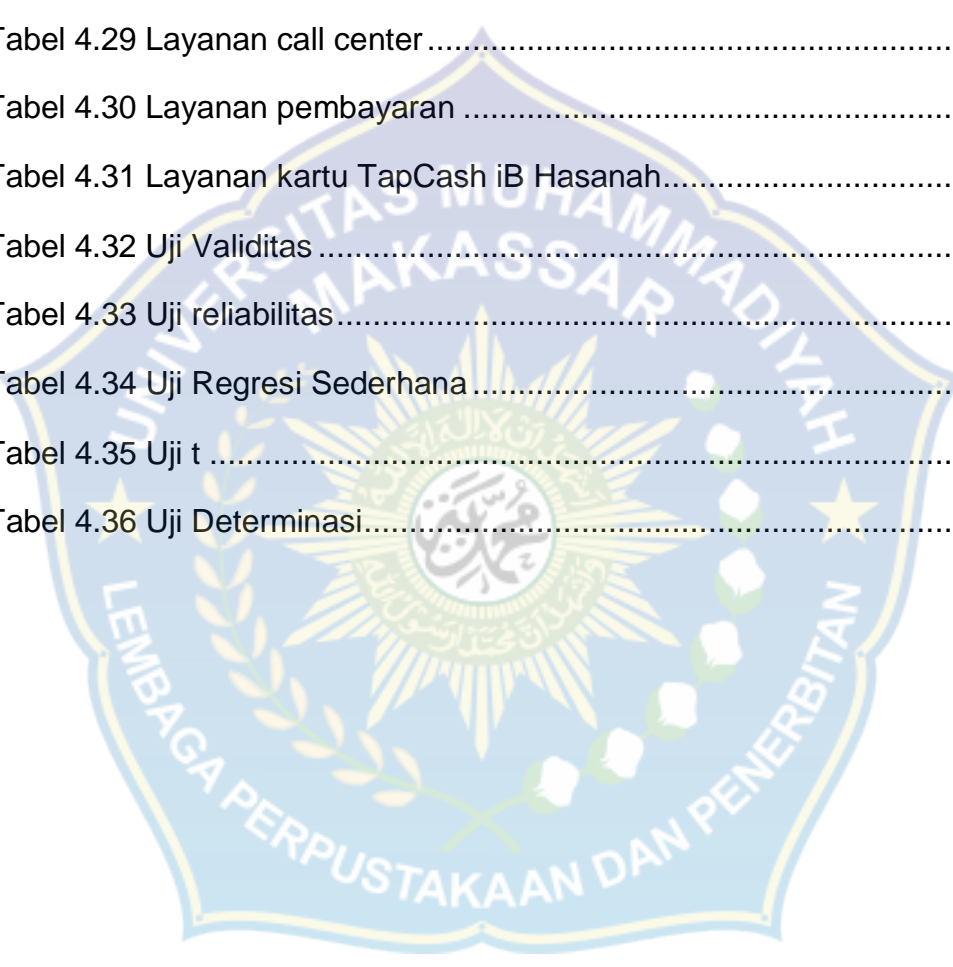 Tabel 4.29 Layanan call center................................................................
Tabel 4.30 Layanan pembayaran ................................................................
Tabel 4.31 Layanan kartu TapCash iB Hasanah................................
Tabel 4.32 Uji Validitas ................................................................
Tabel 4.33 Uji reliabilitas................................................................
Tabel 4.34 Uji Regresi Sederhana................................................................
Tabel 4.35 Uji t ................................................................
Tabel 4.36 Uji Determinasi................................................................
UNIVERSITAS MUHAMMADIYAH
MAKASSAR
LEMBAGA PERPUSTAKAAN DAN PENERBITAN